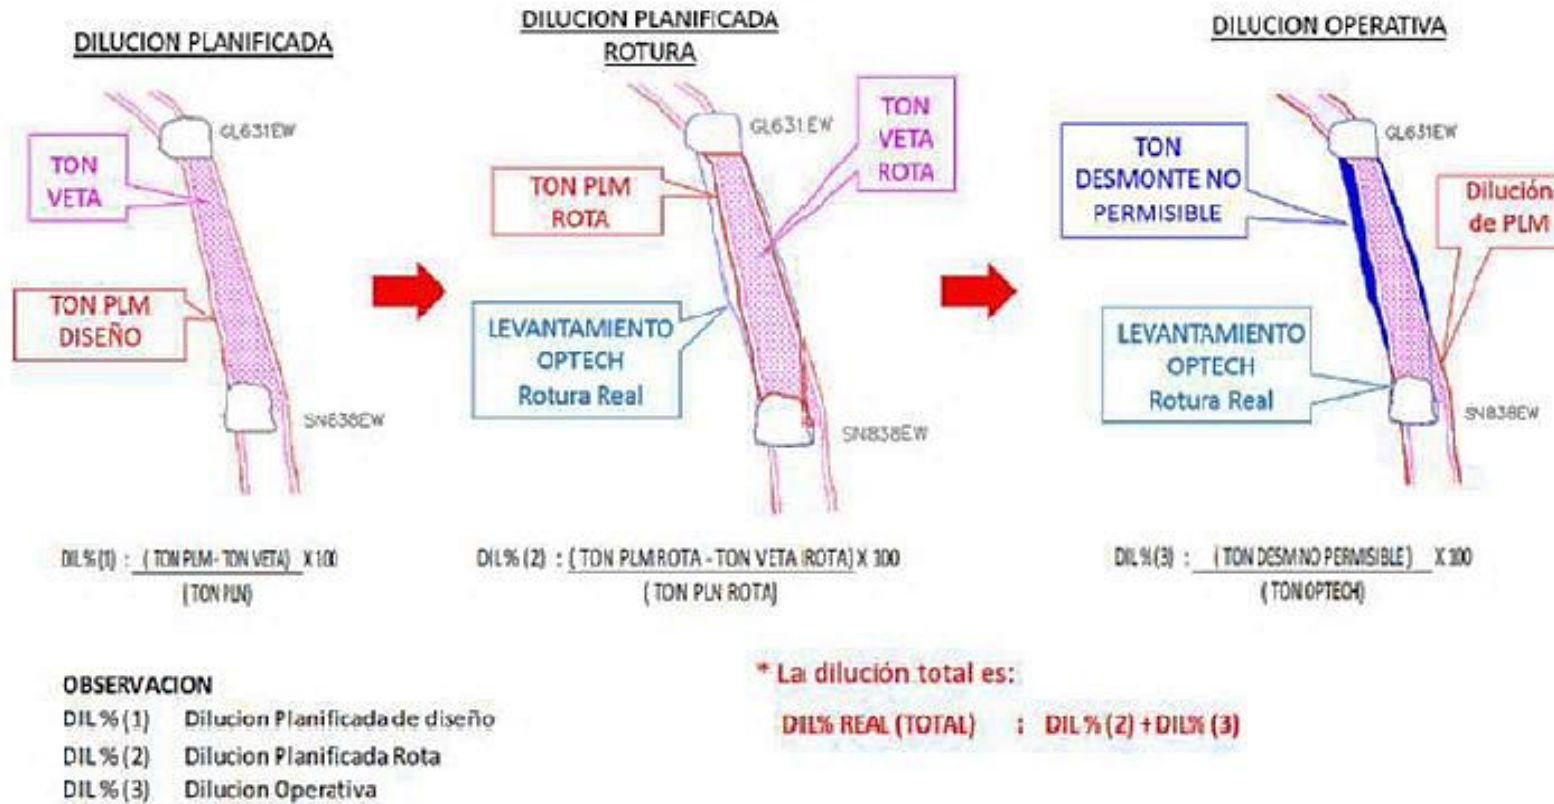 DILUCION PLANIFICADA
GL631EW
TON
VETA
TON PLM
DISEÑO
SN638EW
DIL%(1) : (TON PLM - TON VETA) X 100
(TON PLN)
DILUCION PLANIFICADA
ROTURA
GL631EW
TON
VETA
ROTA
TON PLM
ROTA
LEVANTAMIENTO
OPTECH
Rotura Real
SN838EW
DIL%(2) : (TON PLM ROTA - TON VETA ROTA) X 100
(TON PLN ROTA)
DILUCION OPERATIVA
GL631EW
TON
DESMONTE NO
PERMISIBLE
Dilución
de PLM
LEVANTAMIENTO
OPTECH
Rotura Real
SN838EW
DIL%(3) : (TON DESM NO PERMISIBLE) X 100
(TON OPTECH)
OBSERVACION
DIL%(1) Dilucion Planificada de diseño
DIL%(2) Dilucion Planificada Rota
DIL%(3) Dilucion Operativa
* La dilución total es:
DIL% REAL (TOTAL) : DIL%(2) + DIL%(3)